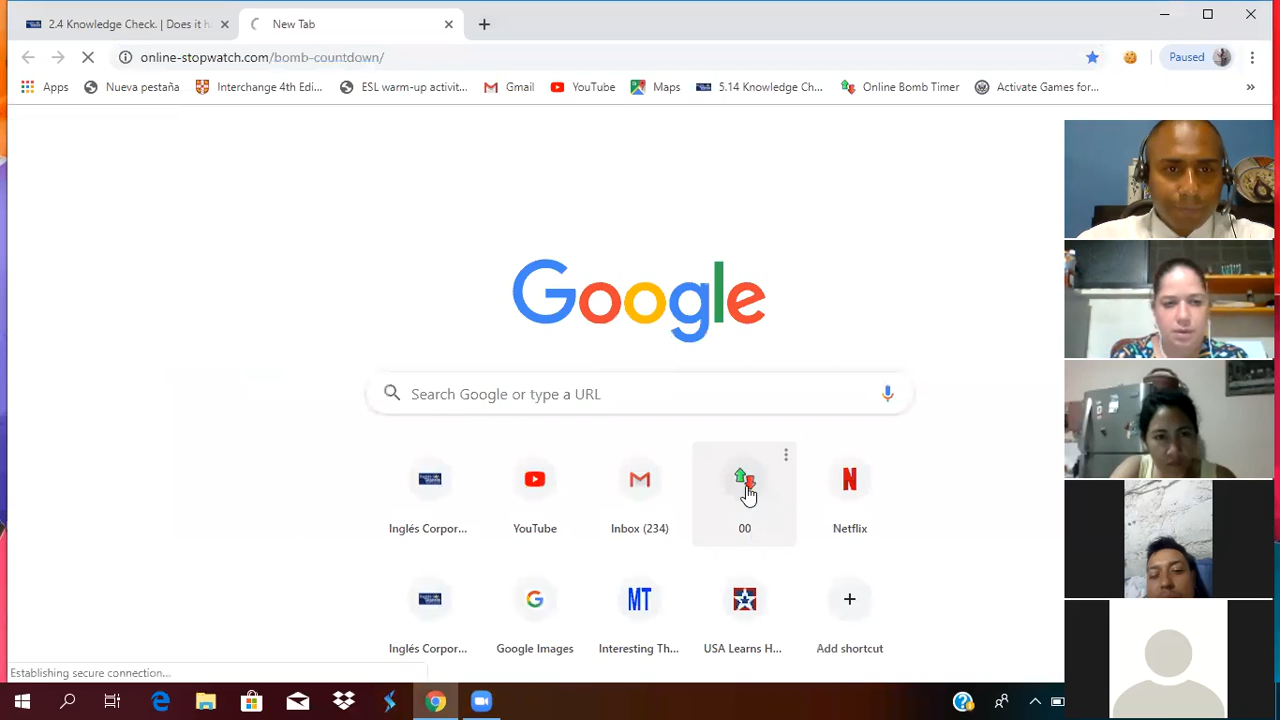 2.4 Knowledge Check. | Does it h
New Tab
online-stopwatch.com/bomb-countdown/
Paused
Apps
Nueva pestaña
Interchange 4th Edi...
ESL warm-up activit...
Gmail
YouTube
Maps
5.14 Knowledge Ch...
Online Bomb Timer
Activate Games for...
»
Google
Search Google or type a URL
Inglés Corpor...
YouTube
Inbox (234)
00
Netflix
Inglés Corpor...
Google Images
MT
Interesting Th...
USA Learns H...
Add shortcut
Establishing secure connection...